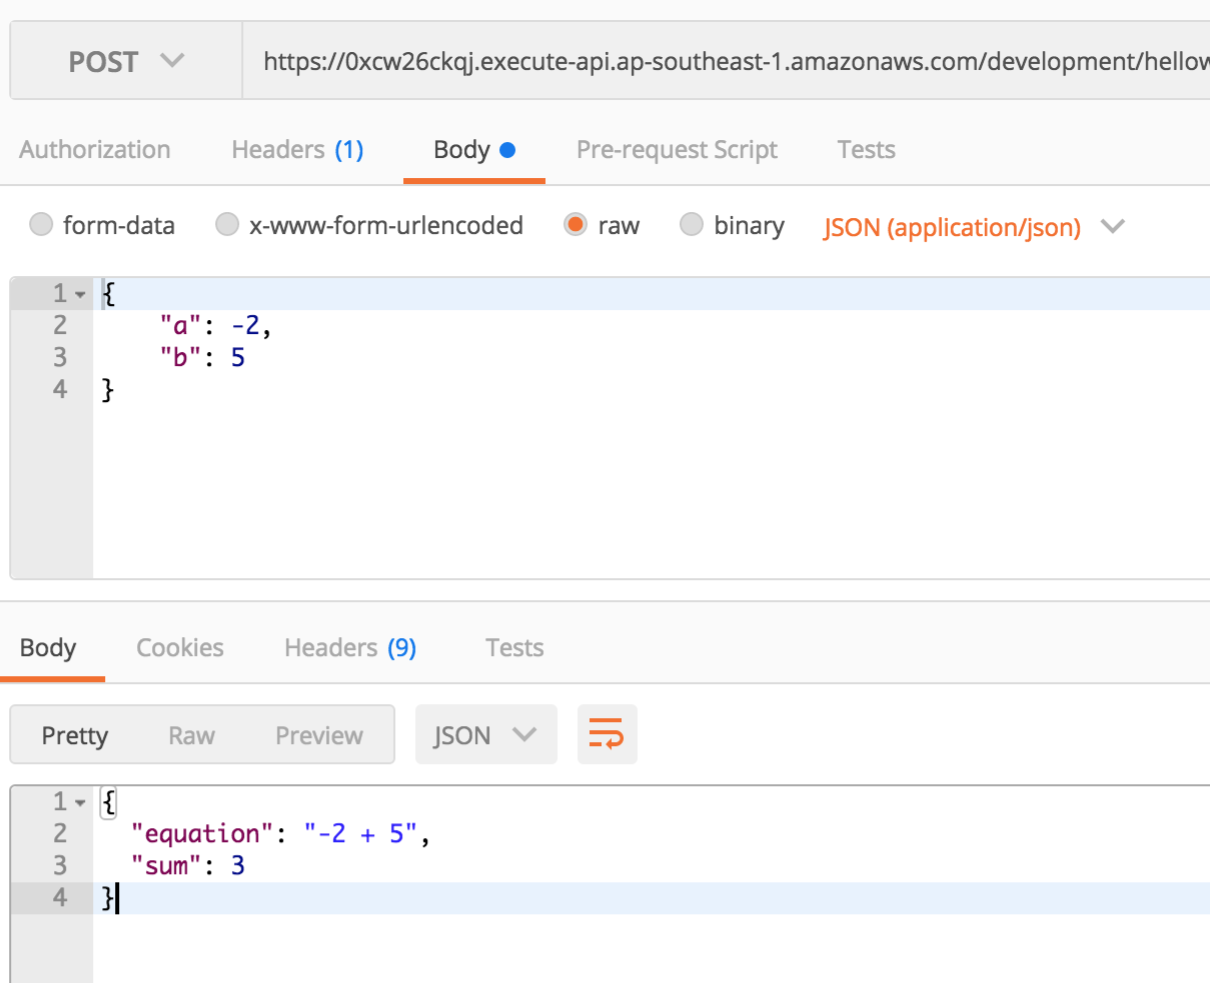 POST https://0xcw26ckqj.execute-api.ap-southeast-1.amazonaws.com/development/hellow
Authorization Headers (1) Body Pre-request Script Tests
form-data x-www-form-urlencoded raw binary JSON (application/json)
1 {
2 "a": -2,
3 "b": 5
4 }
Body Cookies Headers (9) Tests
Pretty Raw Preview JSON
1 {
2 "equation": "-2 + 5",
3 "sum": 3
4 }